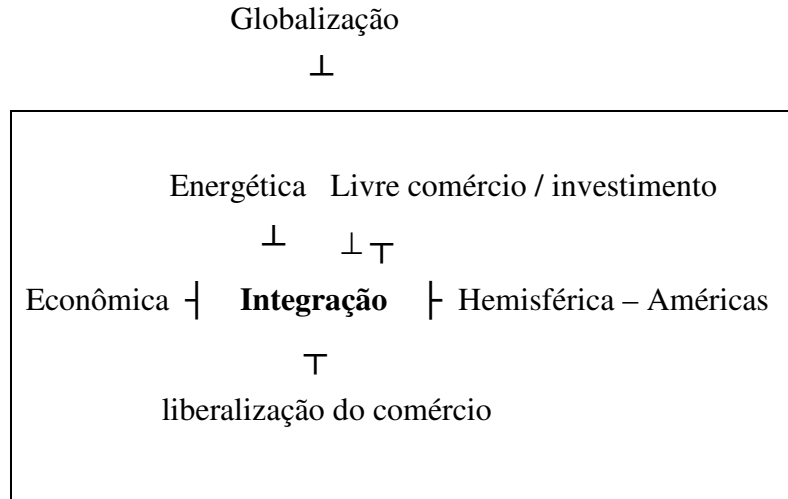 Globalização
⊥
Energética Livre comércio / investimento
⊥ ⊥ ┬
Econômica ┤ Integração ├ Hemisférica – Américas
┬
liberalização do comércio